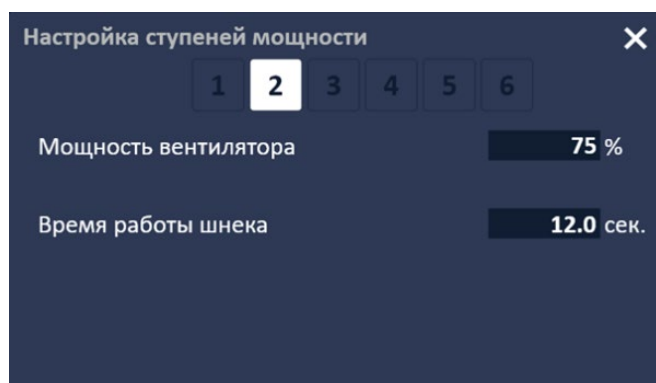 Настройка ступеней мощности
1 2 3 4 5 6
Мощность вентилятора 75 %
Время работы шнека 12.0 сек.